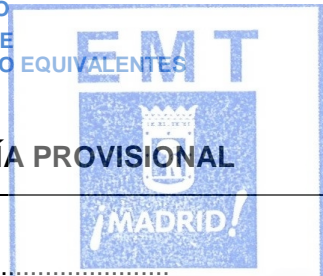 O
E
O EQUIVALENTES
EMT
ÍA PROVISIONAL
¡MADRID!
........................